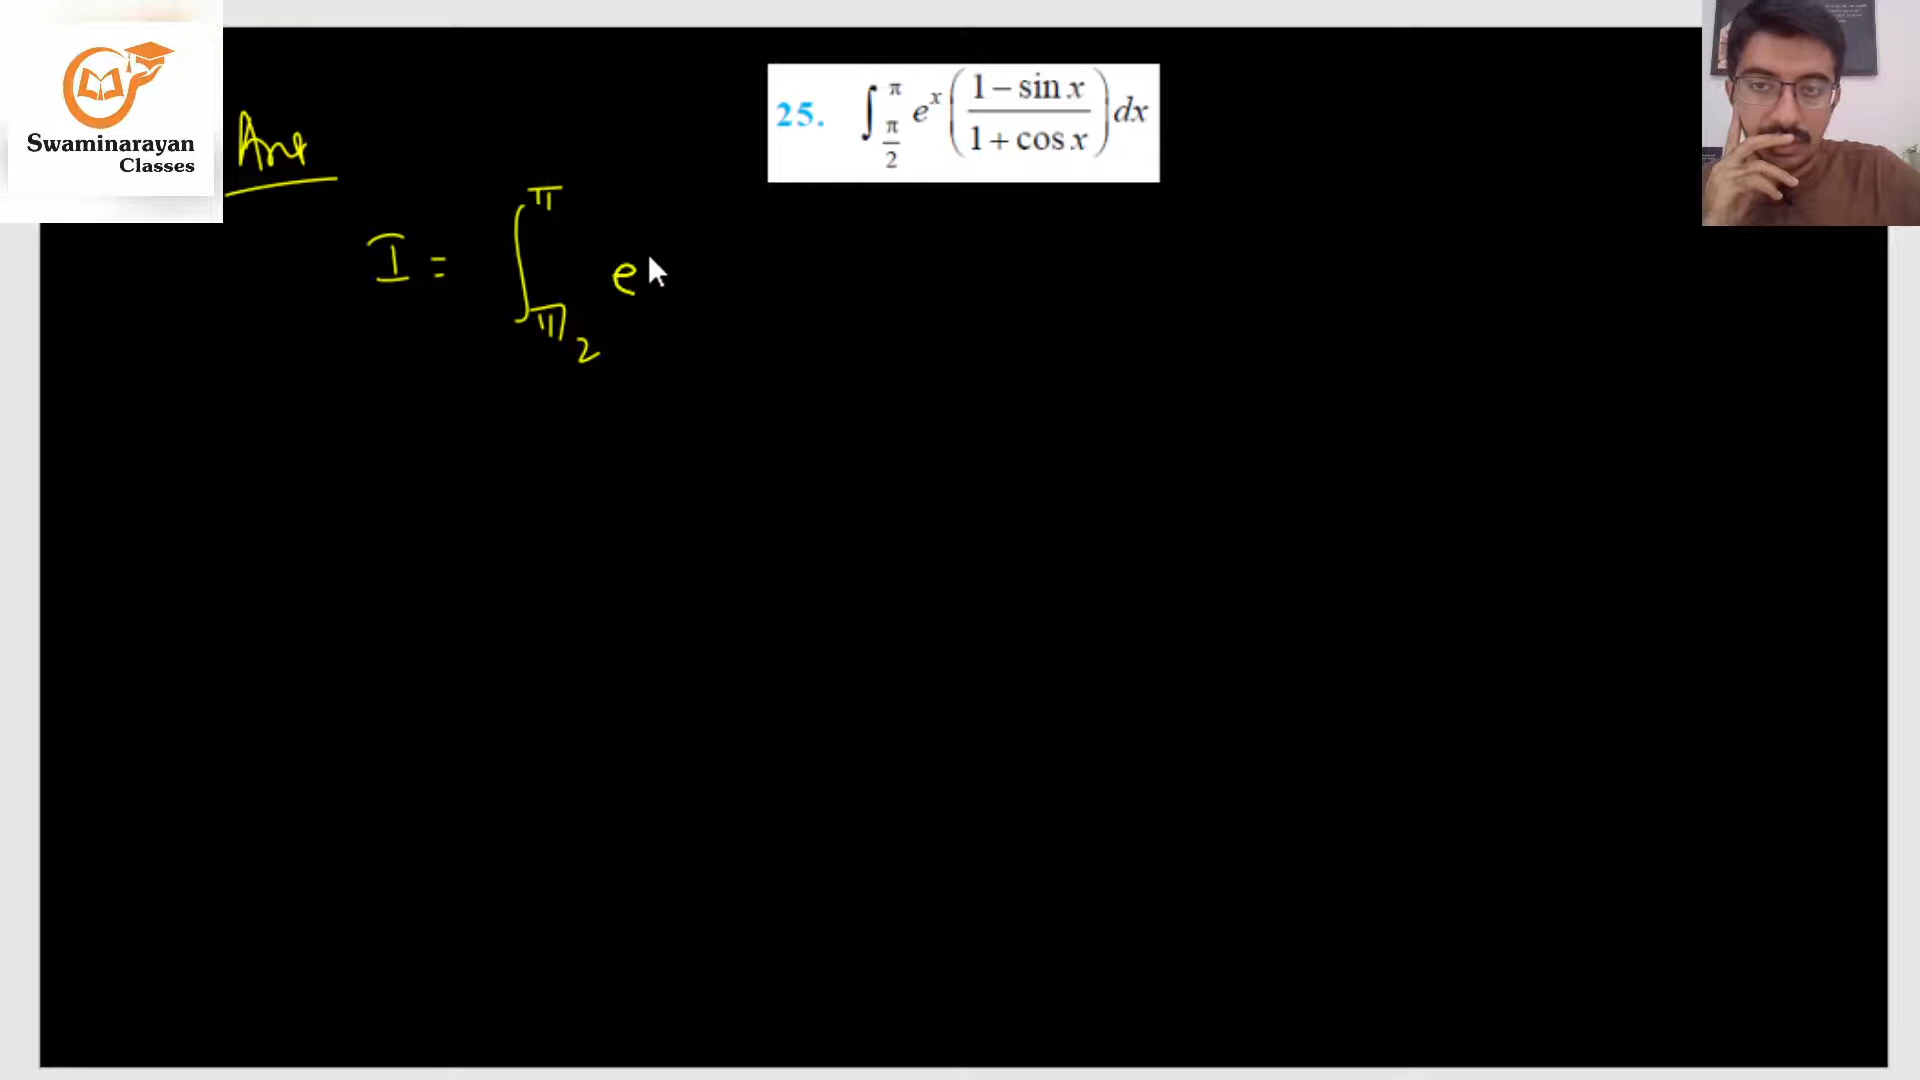 Swaminarayan
Classes
25. ∫_{π/2}^{π} e^x ((1 − sin x)/(1 + cos x)) dx
Ans
I = ∫_{π/2}^{π} e